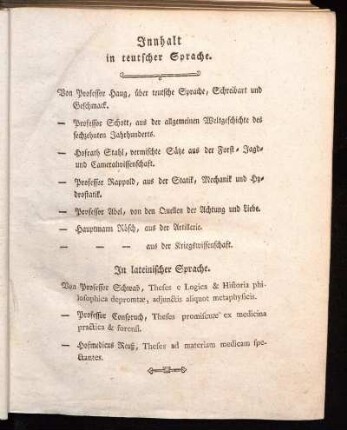 Innhalt
in teutscher Sprache.
Von Professor Haug, über teutsche Sprache, Schreibart und
Geschmack.
— Professor Schott, aus der allgemeinen Weltgeschichte des
sechzehnten Jahrhunderts.
— Hofrath Stahl, vermischte Säze aus der Forst- Jagd-
und Cameralwissenschaft.
— Professor Rappold, aus der Statik, Mechanik und Hy-
drostatik.
— Professor Abel, von den Quellen der Achtung und Liebe.
— Hauptmann Rösch, aus der Artillerie.
— — — aus der Kriegswissenschaft.
In lateinischer Sprache.
Von Professor Schwab, Theses e Logica & Historia phi-
losophica depromtæ, adjunctis aliquot metaphysicis.
— Professor Consbruch, Theses promiscuæ ex medicina
practica & forensi.
— Hofmedicus Reuß, Theses ad materiam medicam spe-
ctantes.